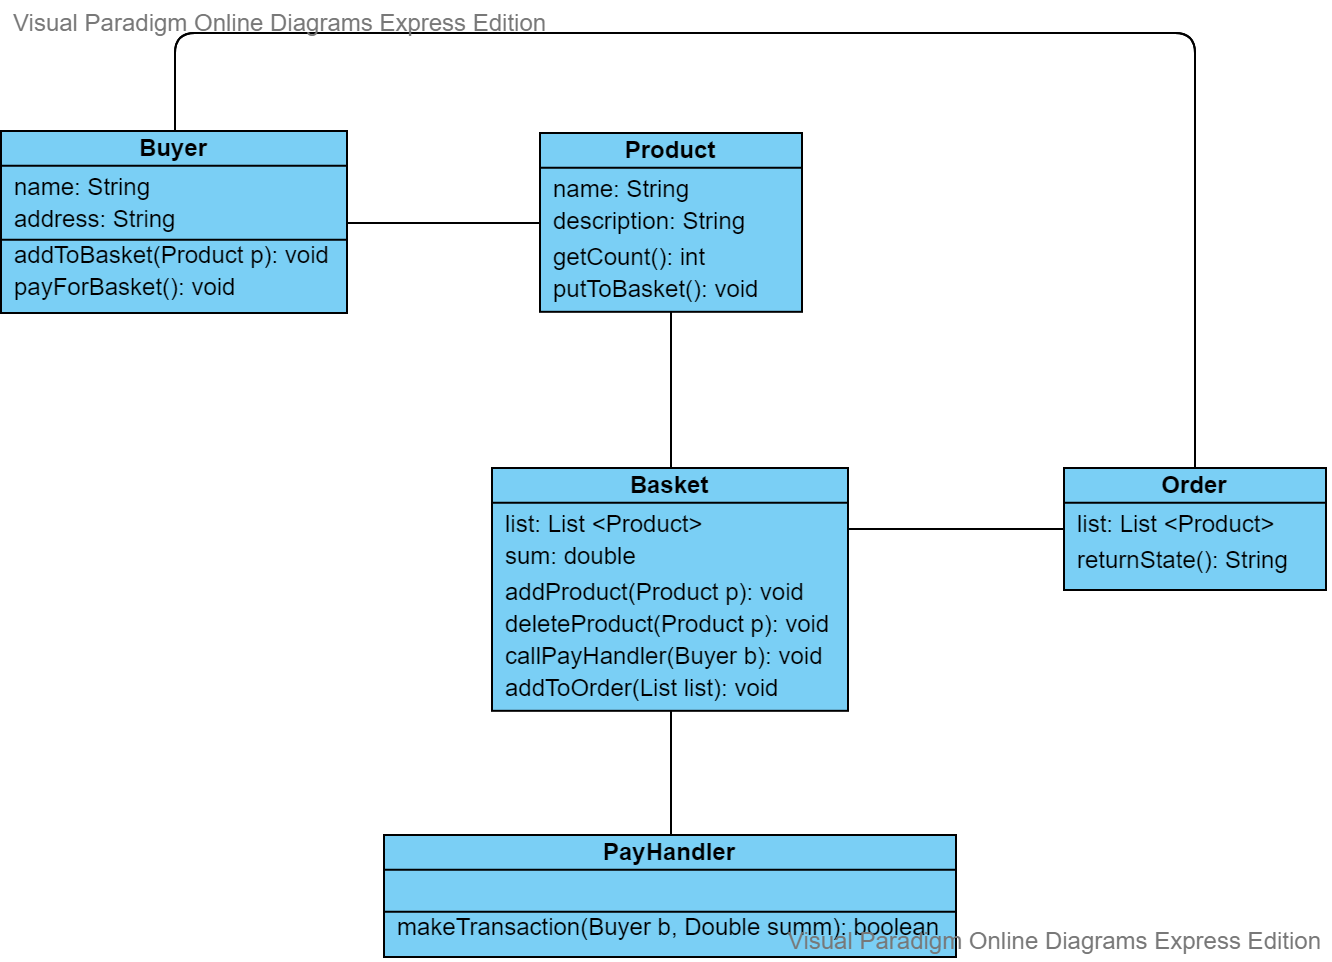 Visual Paradigm Online Diagrams Express Edition
Buyer
name: String
address: String
addToBasket(Product p): void
payForBasket(): void
Product
name: String
description: String
getCount(): int
putToBasket(): void
Basket
list: List <Product>
sum: double
addProduct(Product p): void
deleteProduct(Product p): void
callPayHandler(Buyer b): void
addToOrder(List list): void
Order
list: List <Product>
returnState(): String
PayHandler
makeTransaction(Buyer b, Double summ): boolean
Visual Paradigm Online Diagrams Express Edition